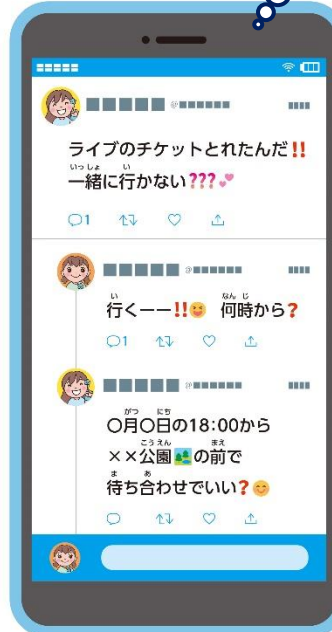 ライブのチケットとれたんだ!!
一緒に行かない???💕
1
行くーー!!😆 何時から?
1
〇月〇日の18:00から
××公園🏞️の前で
待ち合わせでいい?😊